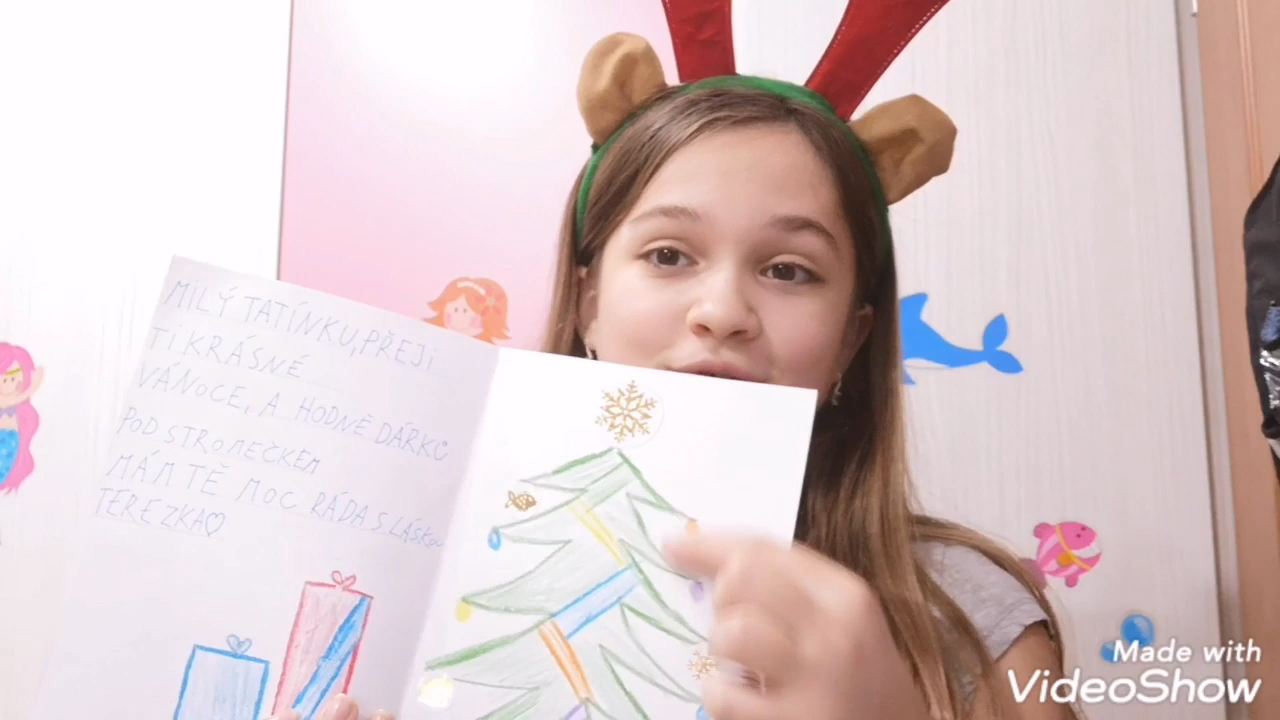 MILÝ TATÍNKU, PŘEJI
TI KRÁSNÉ
VÁNOCE, A HODNĚ DÁRKŮ
POD STROMEČKEM
MÁM TĚ MOC RÁDA S LÁSKOU
TEREZKA♡
Made with
VideoShow